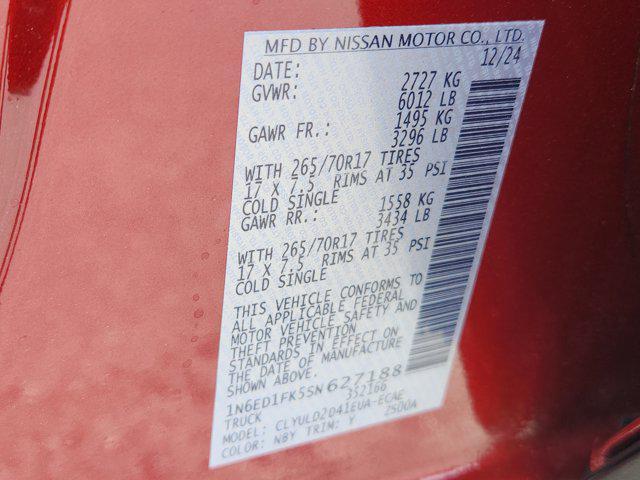 MFD BY NISSAN MOTOR CO., LTD.
DATE: 12/24
GVWR: 2727 KG
6012 LB
GAWR FR.: 1495 KG
3296 LB
WITH 265/70R17 TIRES
17 X 7.5 RIMS AT 35 PSI
COLD SINGLE
GAWR RR.: 1558 KG
3434 LB
WITH 265/70R17 TIRES
17 X 7.5 RIMS AT 35 PSI
COLD SINGLE
THIS VEHICLE CONFORMS TO
ALL APPLICABLE FEDERAL
MOTOR VEHICLE SAFETY AND
THEFT PREVENTION
STANDARDS IN EFFECT ON
THE DATE OF MANUFACTURE
SHOWN ABOVE.
1N6ED1FK5SN627188
TRUCK 352166
MODEL: CLYULD2041EUA-ECAE
COLOR: NBY TRIM: Y 2S00A